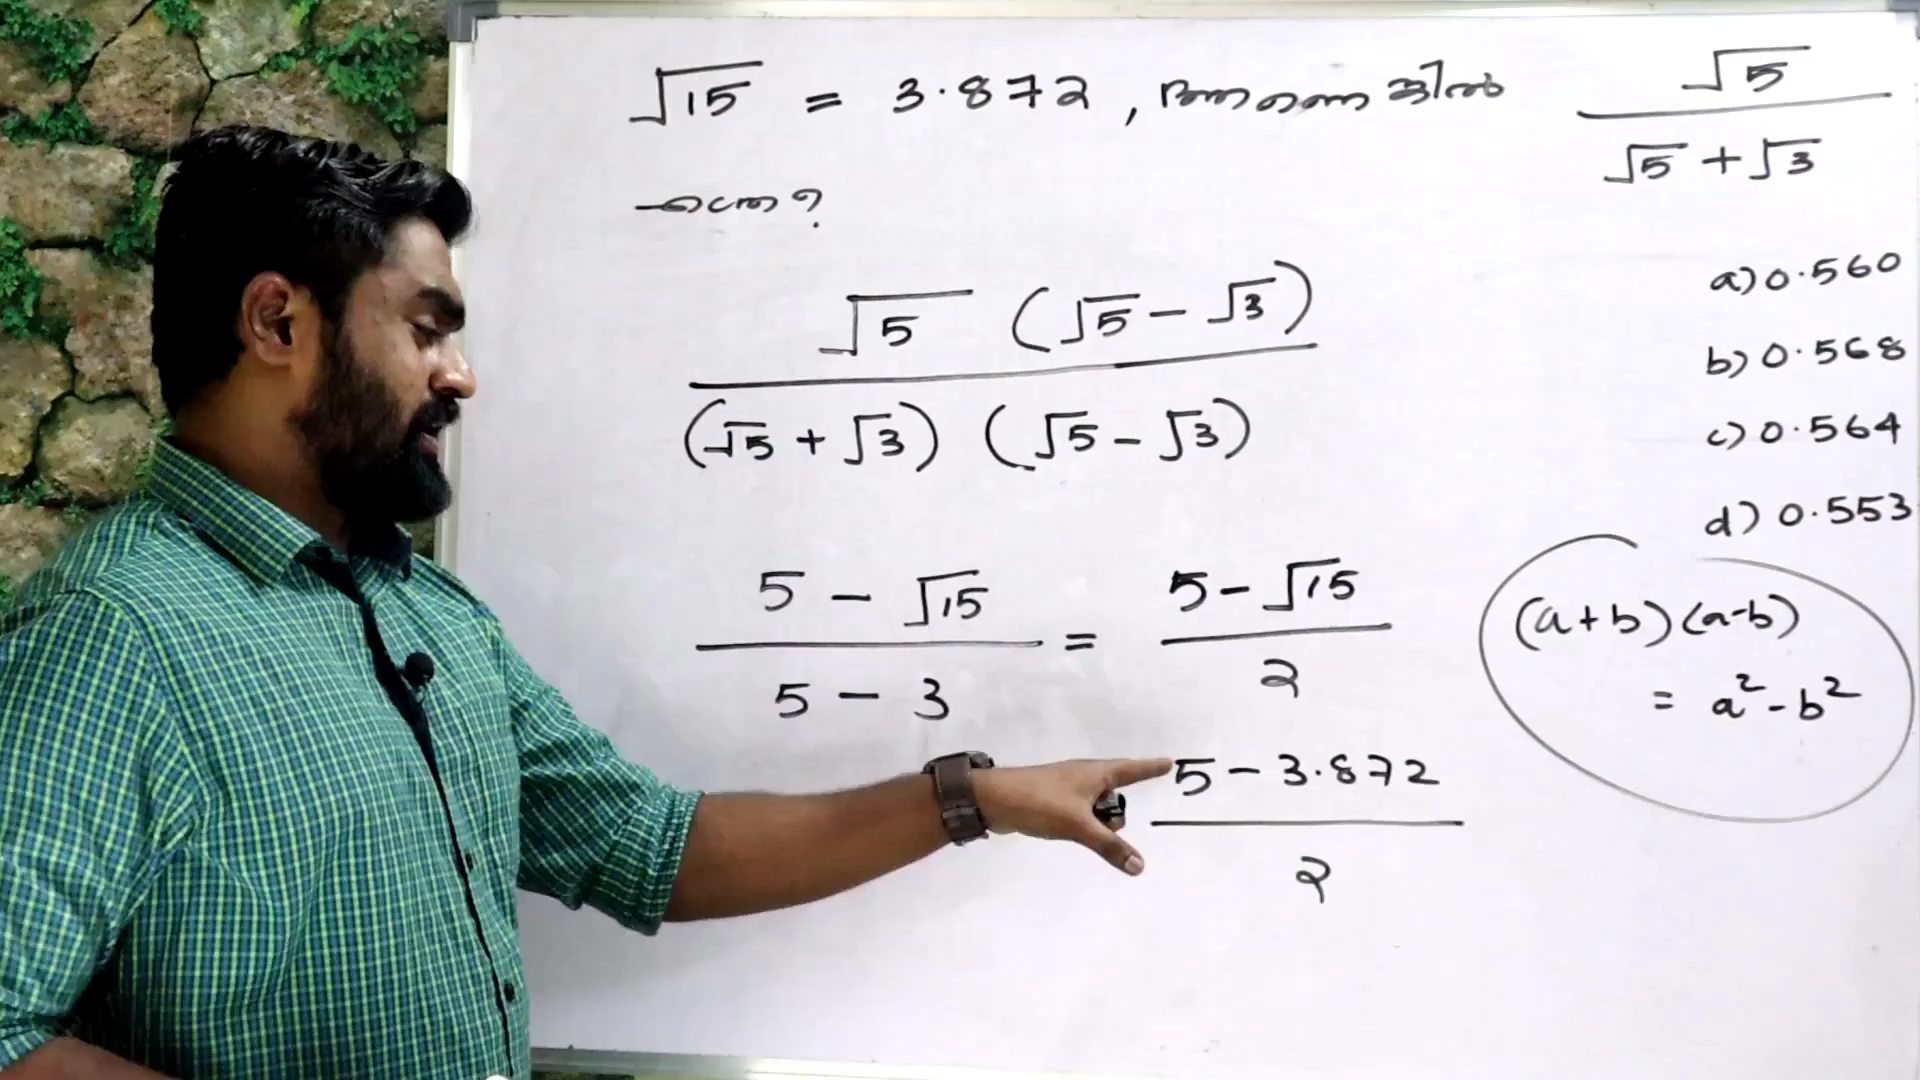 √15 = 3.872, ആണെങ്കിൽ √5 / (√5 + √3)
എത്ര?
√5 (√5 - √3)
(√5 + √3) (√5 - √3)
a) 0.560
b) 0.568
c) 0.564
d) 0.553
5 - √15 = 5 - √15
5 - 3 2
5 - 3.872
2
(a+b)(a-b)
= a² - b²